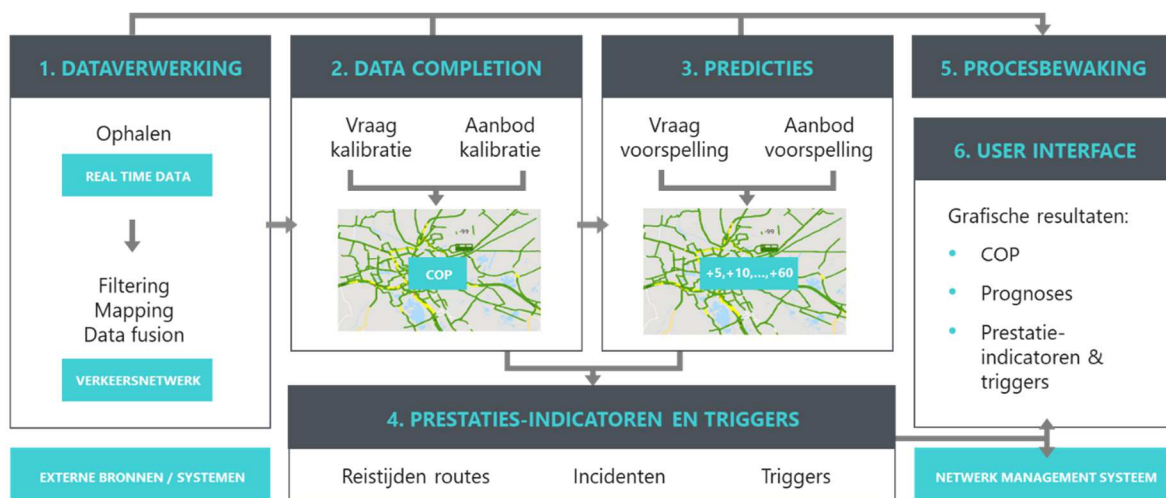 1. DATAVERWERKING
Ophalen
REAL TIME DATA
Filtering
Mapping
Data fusion
VERKEERSNETWERK
EXTERNE BRONNEN / SYSTEMEN
2. DATA COMPLETION
Vraag
kalibratie
Aanbod
kalibratie
-99
COP
3. PREDICTIES
Vraag
voorspelling
Aanbod
voorspelling
-99
+5,+10,...,+60
4. PRESTATIES-INDICATOREN EN TRIGGERS
Reistijden routes
Incidenten
Triggers
5. PROCESBEWAKING
6. USER INTERFACE
Grafische resultaten:
• COP
• Prognoses
• Prestatie-
indicatoren &
triggers
NETWERK MANAGEMENT SYSTEEM